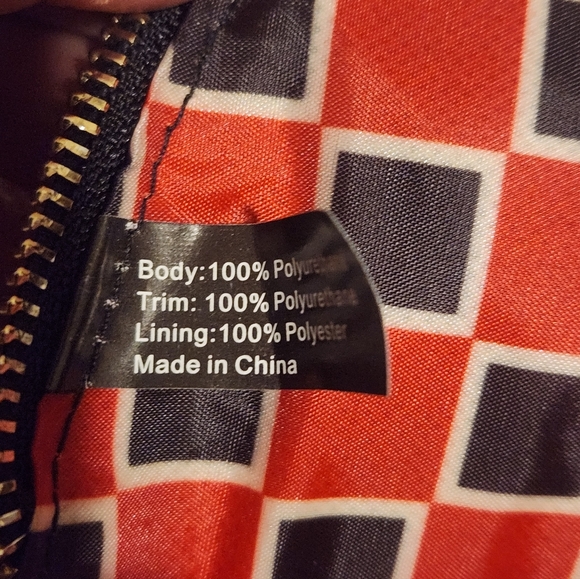 Body:100% Polyurethane
Trim: 100% Polyurethane
Lining:100% Polyester
Made in China